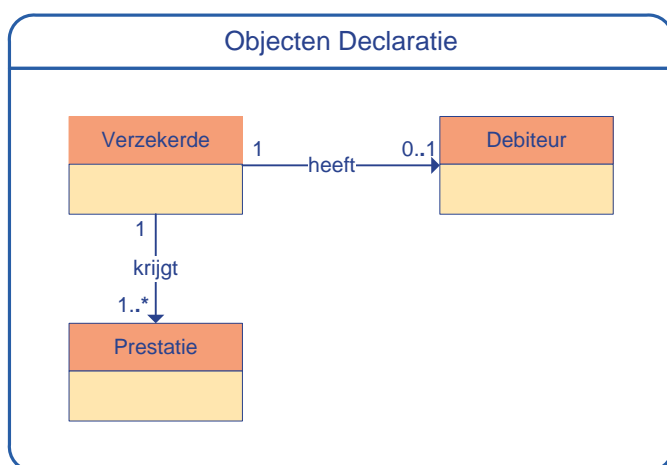 Objecten Declaratie
Verzekerde
Debiteur
1
0..1
heeft
1
krijgt
1..*
Prestatie